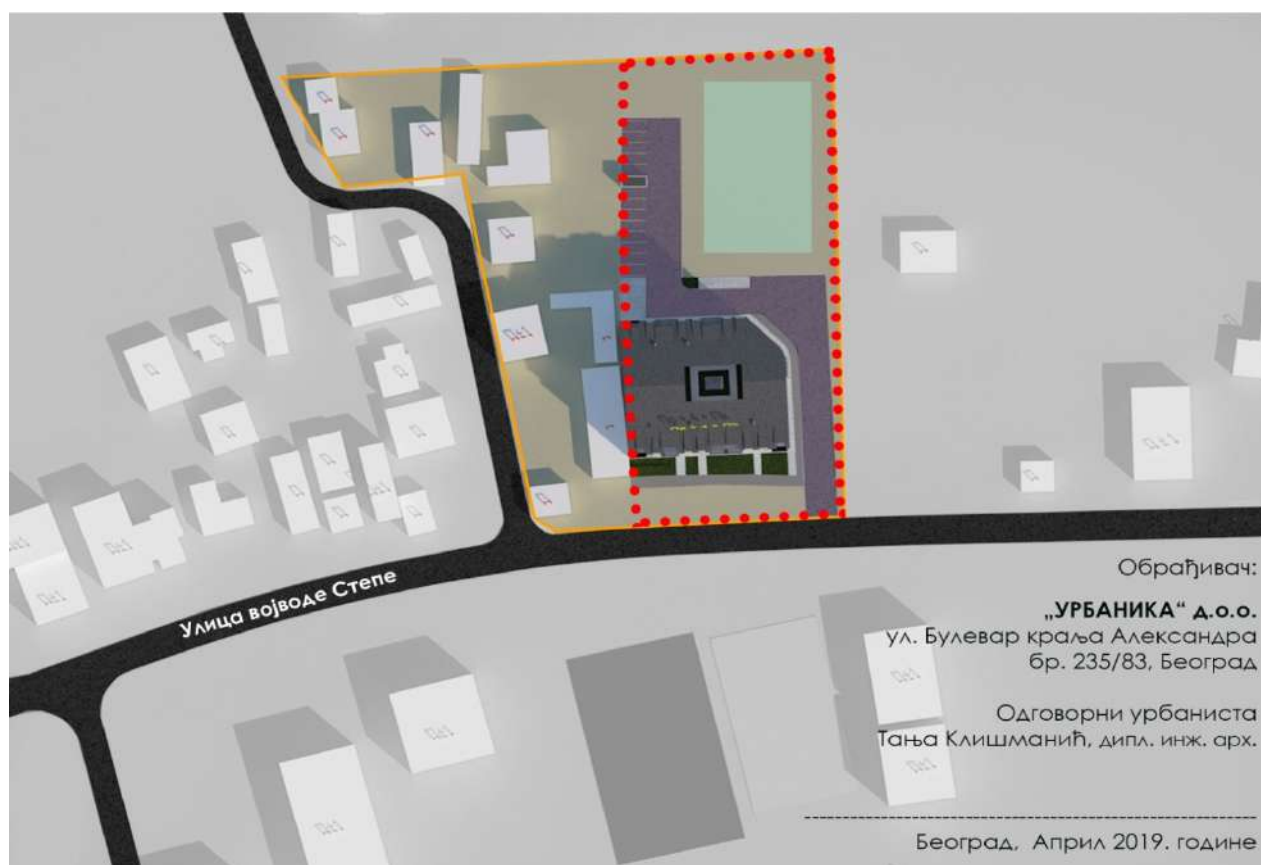 Улица војводе Степе
Обрађивач:
„УРБАНИКА“ д.о.о.
ул. Булевар краља Александра
бр. 235/83, Београд
Одговорни урбаниста
Тања Клишманић, дипл. инж. арх.
Београд, Април 2019. године